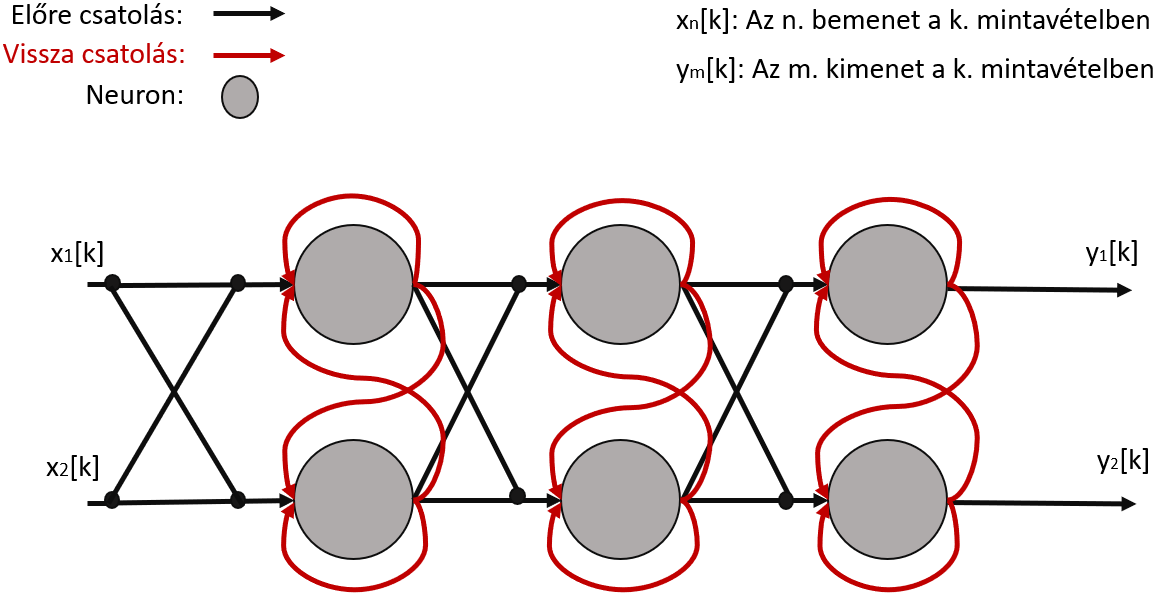 Előre csatolás:
Vissza csatolás:
Neuron:
xn[k]: Az n. bemenet a k. mintavételben
ym[k]: Az m. kimenet a k. mintavételben
x1[k]
y1[k]
x2[k]
y2[k]